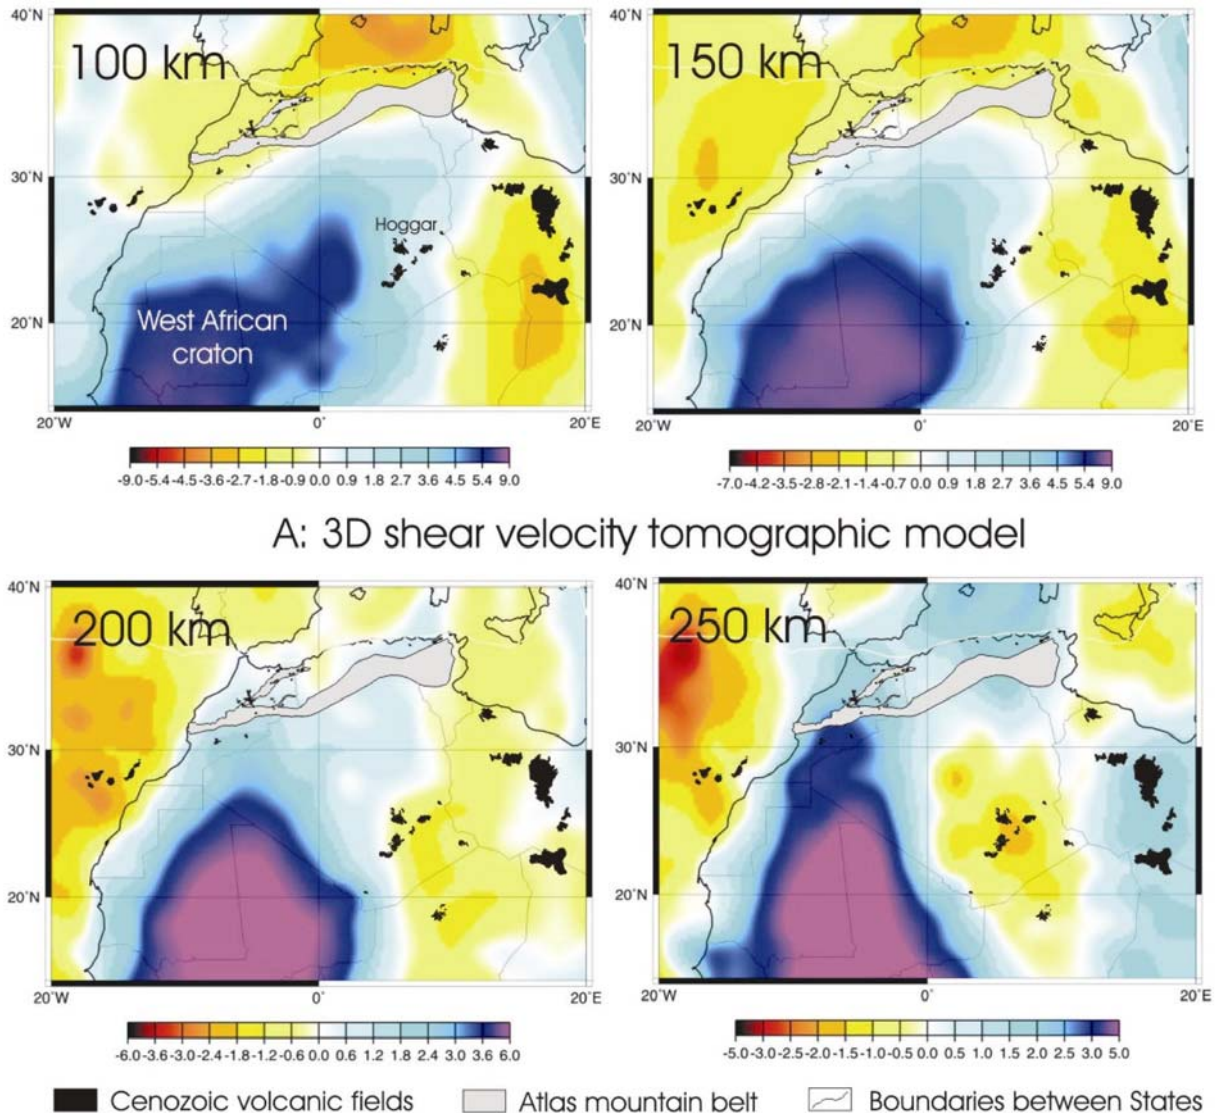 40°N
100 km
30°N
Hoggar
20°N
West African
craton
20°W 0° 20°E
-9.0 -5.4 -4.5 -3.6 -2.7 -1.8 -0.9 0.0 0.9 1.8 2.7 3.6 4.5 5.4 9.0
40°N
150 km
30°N
20°N
20°W 0° 20°E
-7.0 -4.2 -3.5 -2.8 -2.1 -1.4 -0.7 0.0 0.9 1.8 2.7 3.6 4.5 5.4 9.0
A: 3D shear velocity tomographic model
40°N
200 km
30°N
20°N
20°W 0° 20°E
-6.0 -3.6 -3.0 -2.4 -1.8 -1.2 -0.6 0.0 0.6 1.2 1.8 2.4 3.0 3.6 6.0
40°N
250 km
30°N
20°N
20°W 0° 20°E
-5.0 -3.0 -2.5 -2.0 -1.5 -1.0 -0.5 0.0 0.5 1.0 1.5 2.0 2.5 3.0 5.0
Cenozoic volcanic fields Atlas mountain belt Boundaries between States